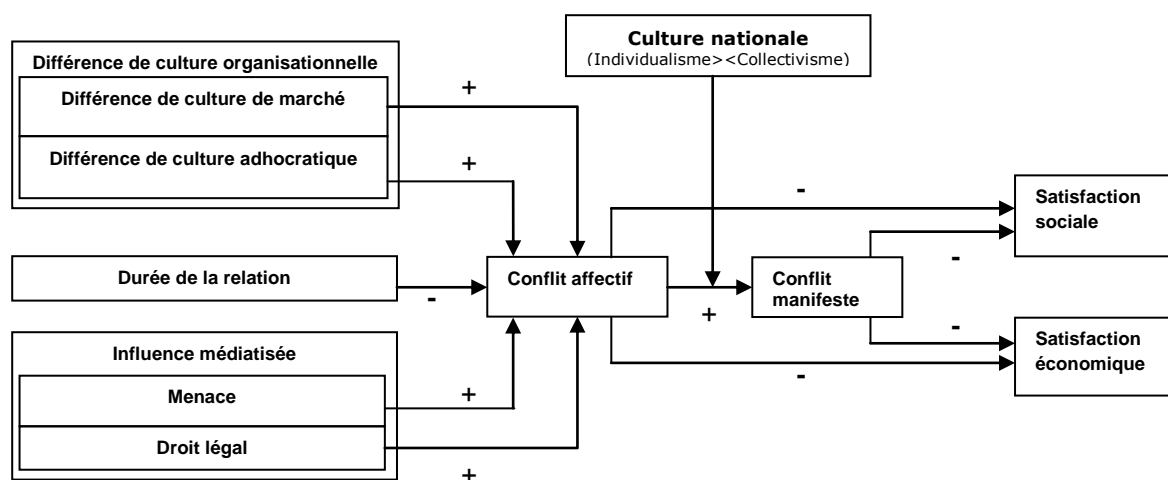 Culture nationale
(Individualisme><Collectivisme)
Différence de culture organisationnelle
Différence de culture de marché
+
Différence de culture adhocratique
+
-
Satisfaction
sociale
Durée de la relation
-
Conflit affectif
+
Conflit
manifeste
-
-
Satisfaction
économique
-
Influence médiatisée
Menace
+
Droit légal
+